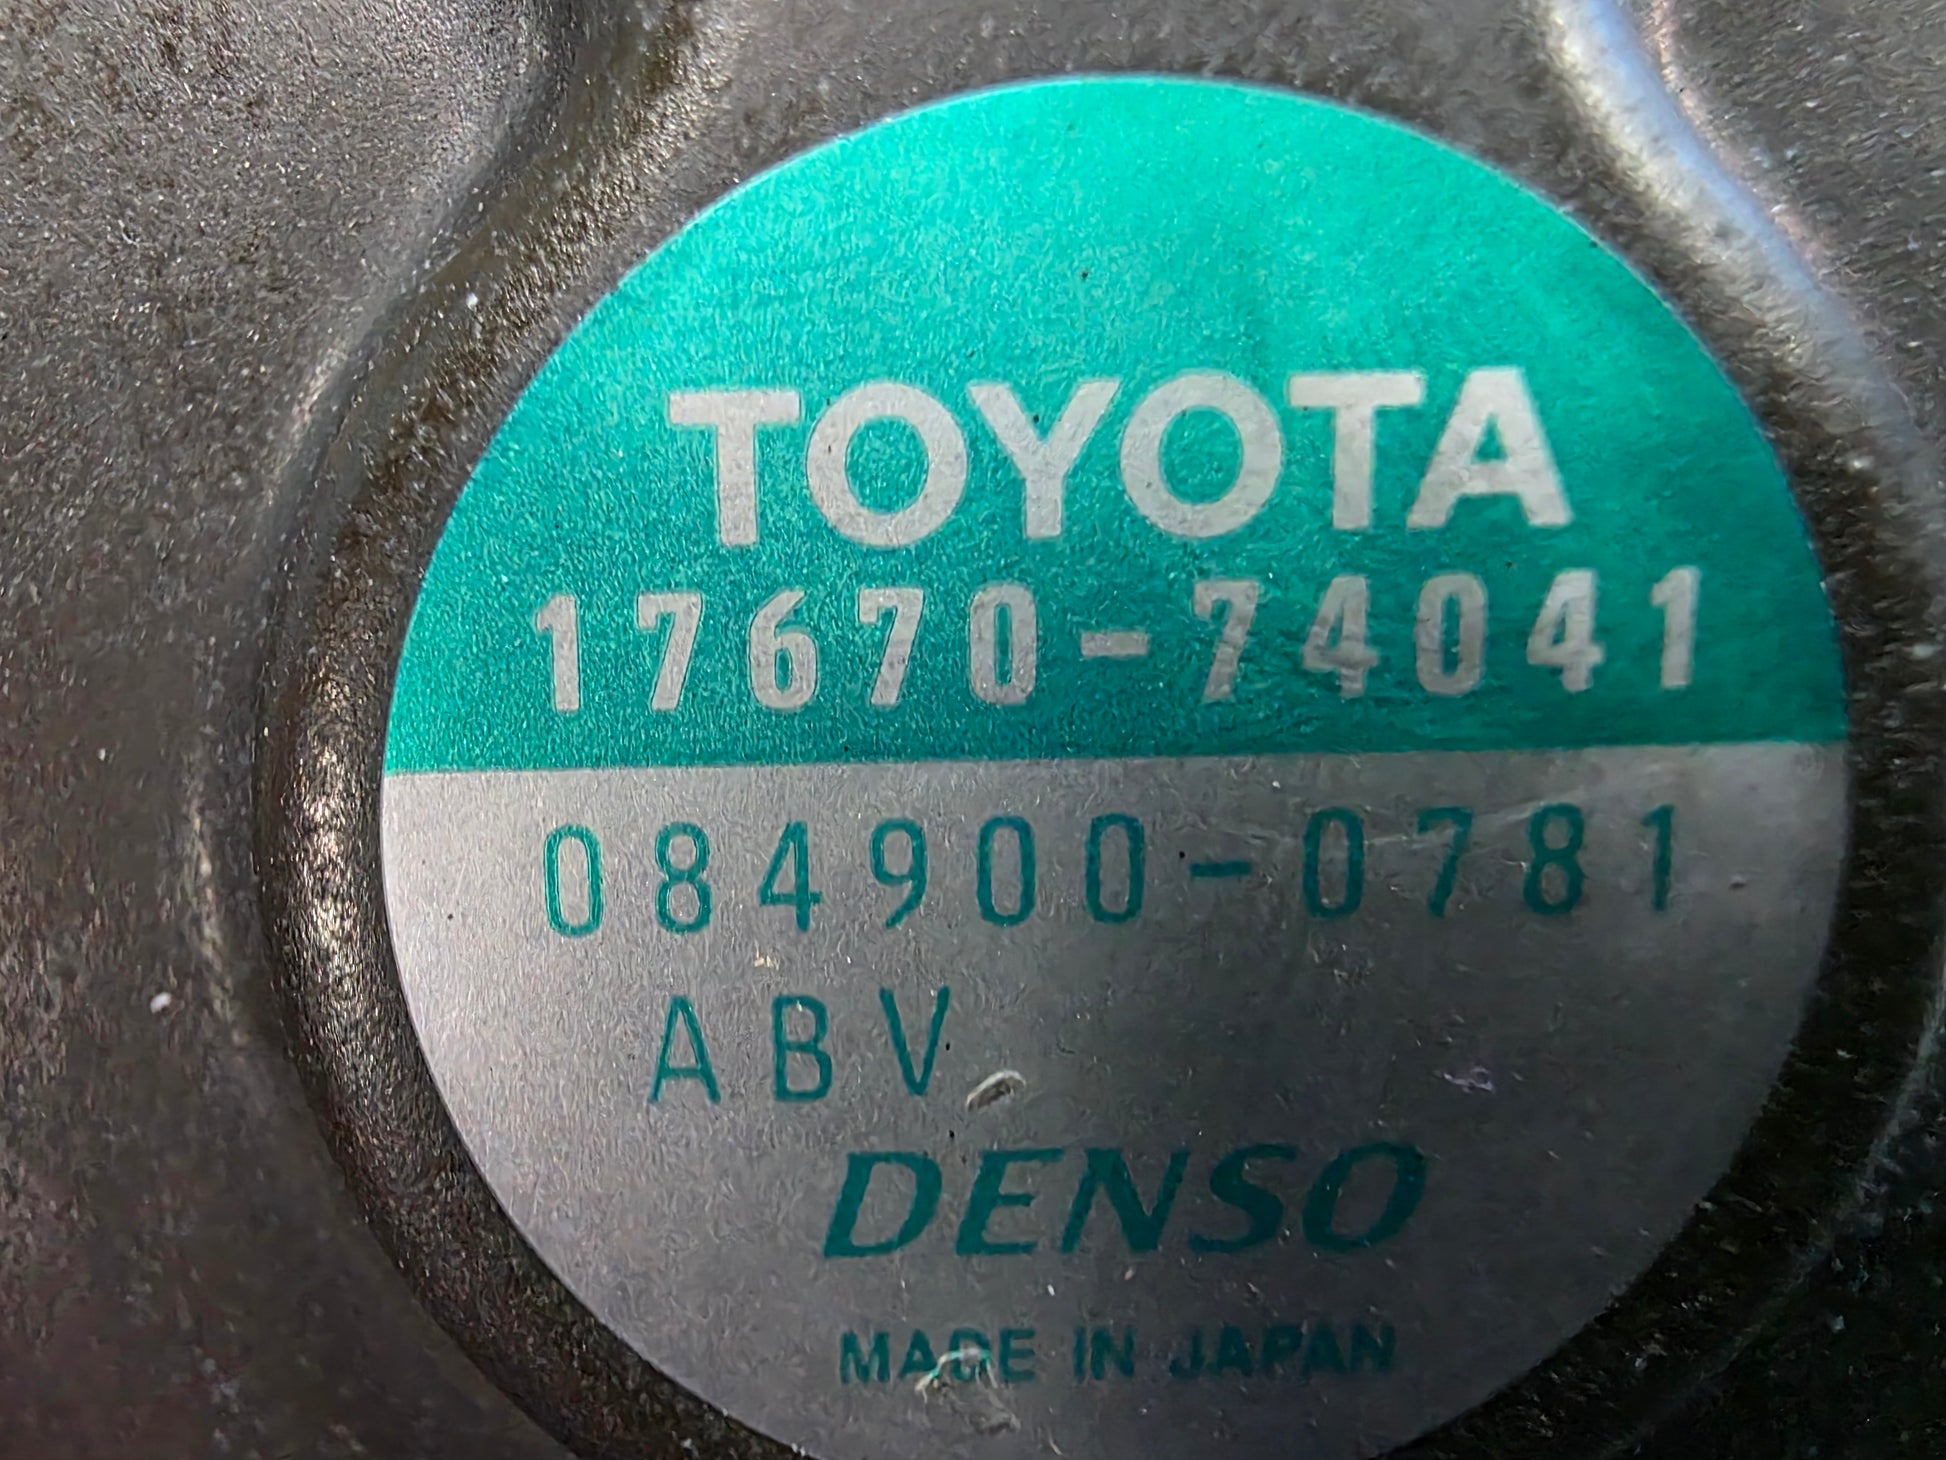 TOYOTA
17670-74041
084900-0781
ABV
DENSO
MADE IN JAPAN